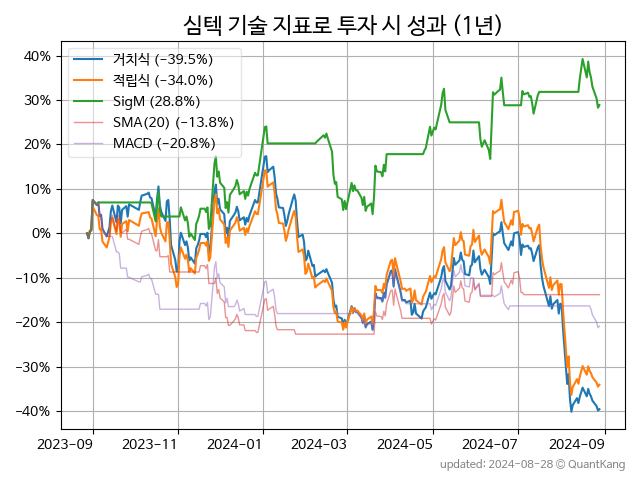 심텍 기술 지표로 투자 시 성과 (1년)
거치식 (−39.5%)
적립식 (−34.0%)
SigM (28.8%)
SMA(20) (−13.8%)
MACD (−20.8%)
40%
30%
20%
10%
0%
−10%
−20%
−30%
−40%
2023-09 2023-11 2024-01 2024-03 2024-05 2024-07 2024-09
updated: 2024-08-28 © QuantKang